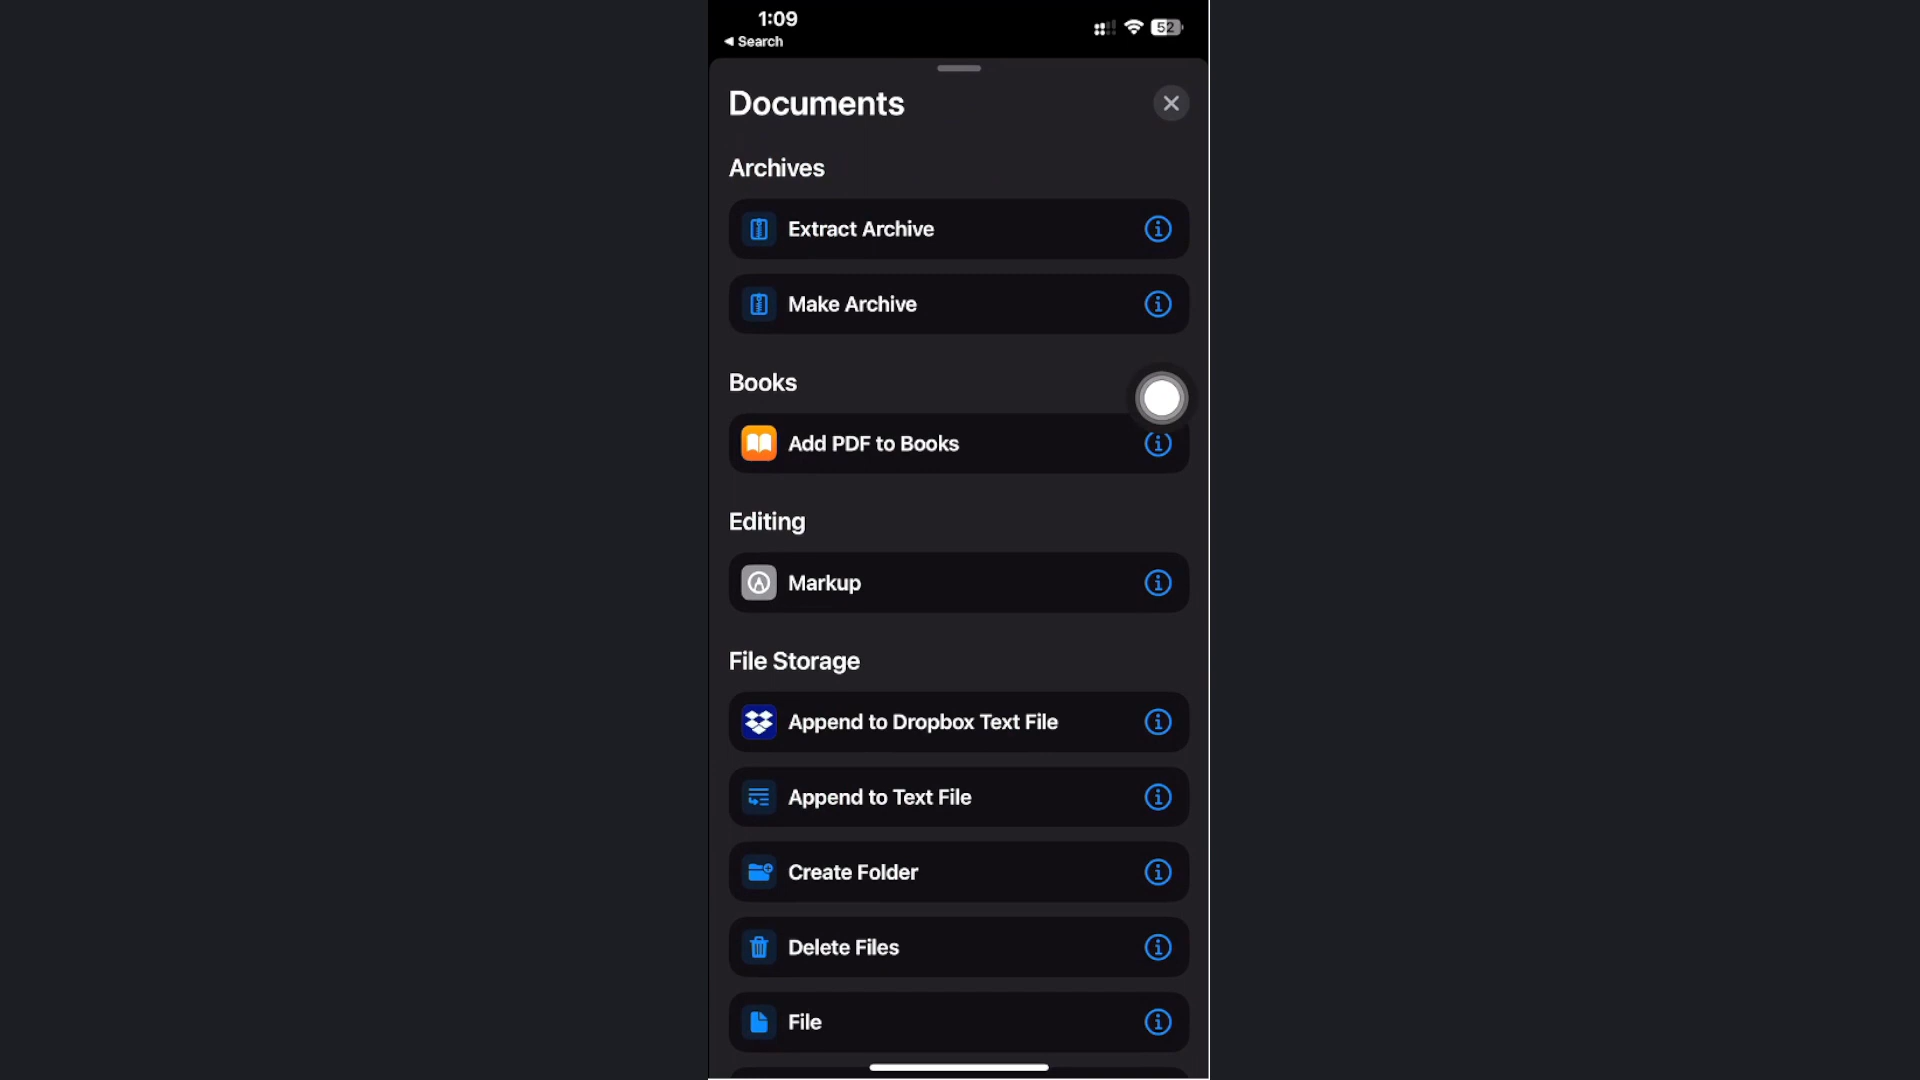 1:09
52
◀ Search
Documents
Archives
Extract Archive
Make Archive
Books
Add PDF to Books
Editing
Markup
File Storage
Append to Dropbox Text File
Append to Text File
Create Folder
Delete Files
File